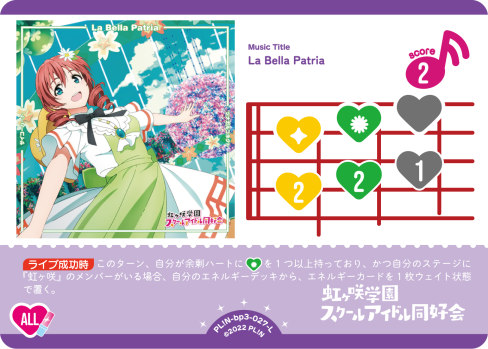 La Bella Patria
Music Title
La Bella Patria
score
2
虹ヶ咲学園
スクールアイドル同好会
2
2
1
ライブ成功時 このターン、自分が余剰ハートに を1つ以上持っており、かつ自分のステージに
『虹ヶ咲』のメンバーがいる場合、自分のエネルギーデッキから、エネルギーカードを1枚ウェイト状態
で置く。
ALL
虹ヶ咲学園
スクールアイドル同好会
PL!N-bp3-027-L
©2022 PL!N